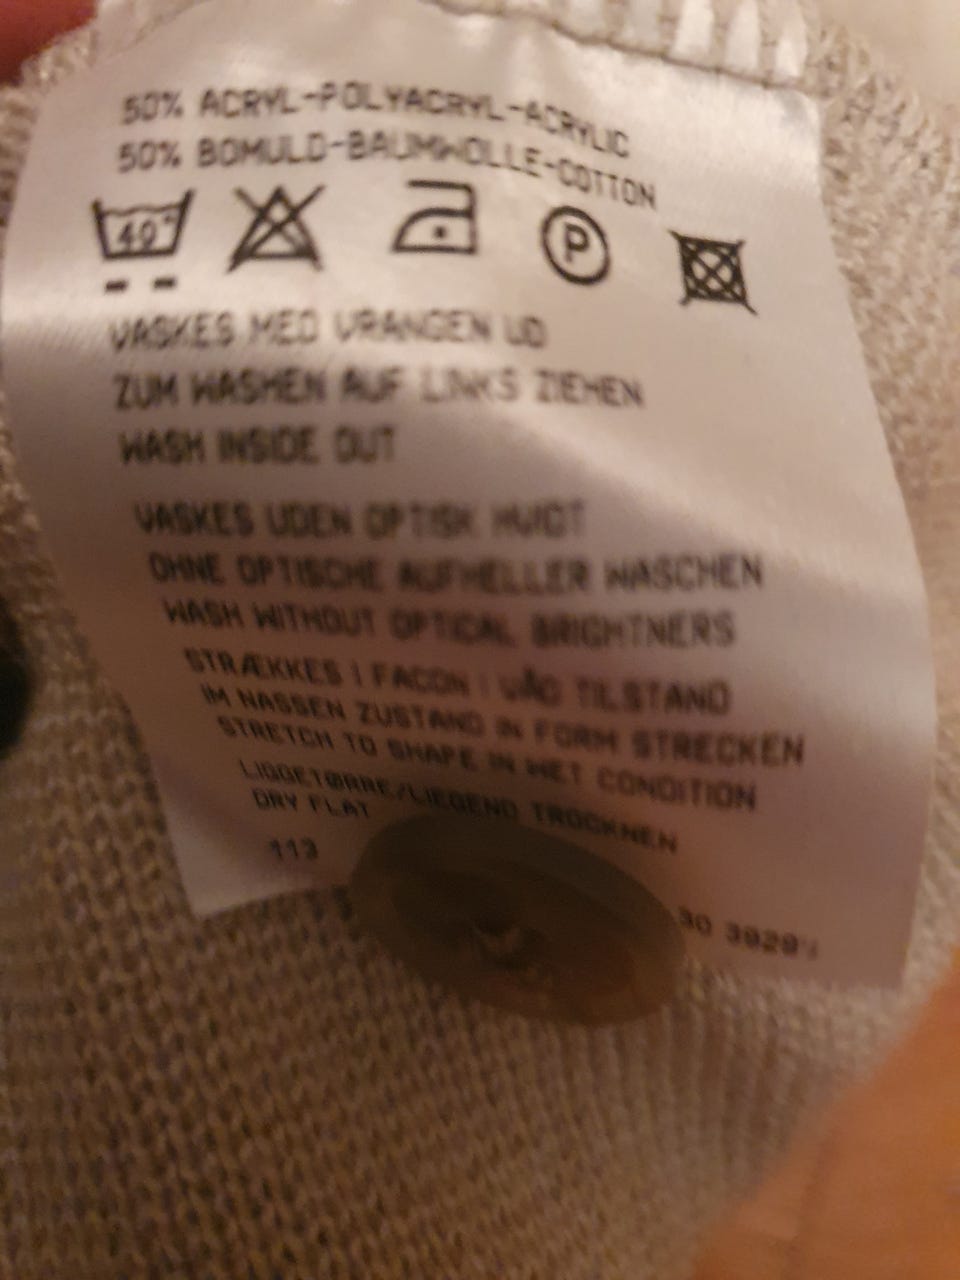 50% ACRYL-POLYACRYL-ACRYLIC
50% BOMULD-BAUMWOLLE-COTTON
40°
P
VASKES MED VRANGEN UD
ZUM WASHEN AUF LINKS ZIEHEN
WASH INSIDE OUT
VASKES UDEN OPTISK HVIDT
OHNE OPTISCHE AUFHELLER WASCHEN
WASH WITHOUT OPTICAL BRIGHTNERS
STRÆKKES I FACON I VÅD TILSTAND
IM NASSEN ZUSTAND IN FORM STRECKEN
STRETCH TO SHAPE IN WET CONDITION
LIGGETØRRE/LIEGEND TROCKNEN
DRY FLAT
113